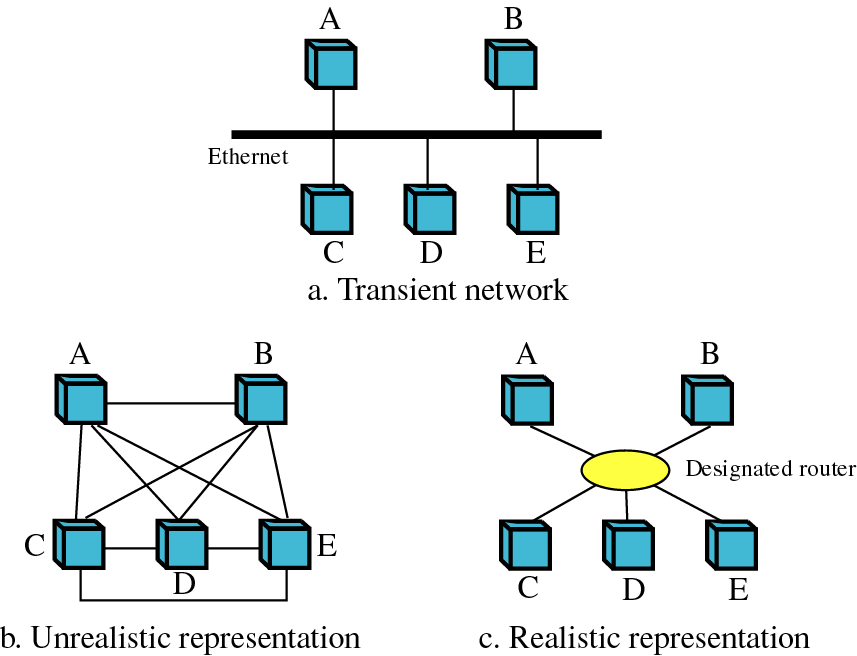 A B
Ethernet
C D E
a. Transient network
A B
C D E
b. Unrealistic representation
A B
Designated router
C D E
c. Realistic representation